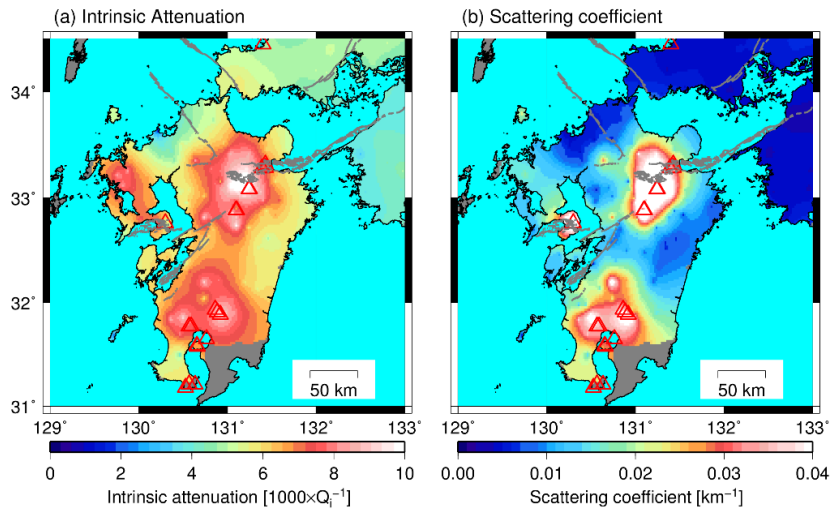 (a) Intrinsic Attenuation
(b) Scattering coefficient
34°
33°
32°
31°
129° 130° 131° 132° 133°
129° 130° 131° 132° 133°
50 km
50 km
0 2 4 6 8 10
0.00 0.01 0.02 0.03 0.04
Intrinsic attenuation [1000×Qi⁻¹]
Scattering coefficient [km⁻¹]